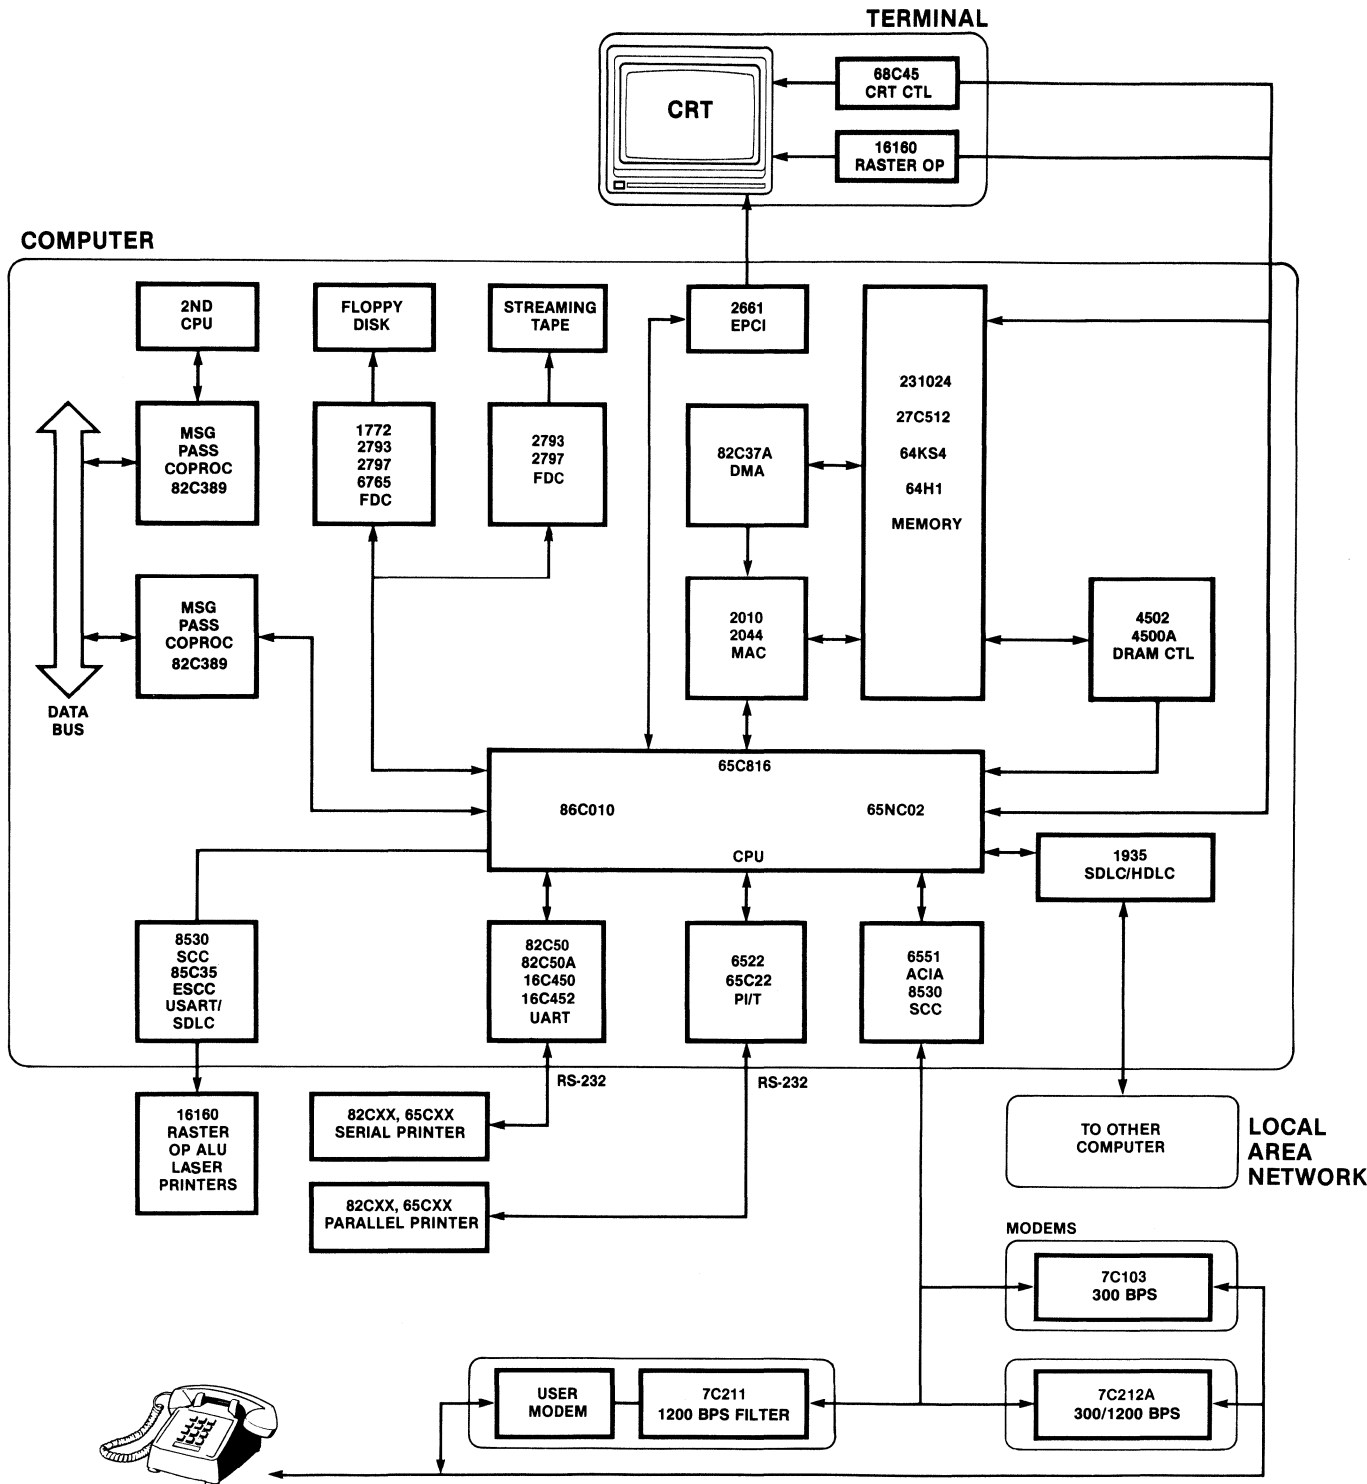 TERMINAL
CRT
68C45
CRT CTL
16160
RASTER OP
COMPUTER
2ND
CPU
FLOPPY
DISK
STREAMING
TAPE
2661
EPCI
231024
27C512
64KS4
64H1
MEMORY
MSG
PASS
COPROC
82C389
1772
2793
2797
6765
FDC
2793
2797
FDC
82C37A
DMA
MSG
PASS
COPROC
82C389
2010
2044
MAC
4502
4500A
DRAM CTL
DATA
BUS
65C816
86C010
65NC02
CPU
1935
SDLC/HDLC
8530
SCC
85C35
ESCC
USART/
SDLC
82C50
82C50A
16C450
16C452
UART
6522
65C22
PI/T
6551
ACIA
8530
SCC
RS-232
RS-232
16160
RASTER
OP ALU
LASER
PRINTERS
82CXX, 65CXX
SERIAL PRINTER
82CXX, 65CXX
PARALLEL PRINTER
TO OTHER
COMPUTER
LOCAL
AREA
NETWORK
MODEMS
7C103
300 BPS
USER
MODEM
7C211
1200 BPS FILTER
7C212A
300/1200 BPS